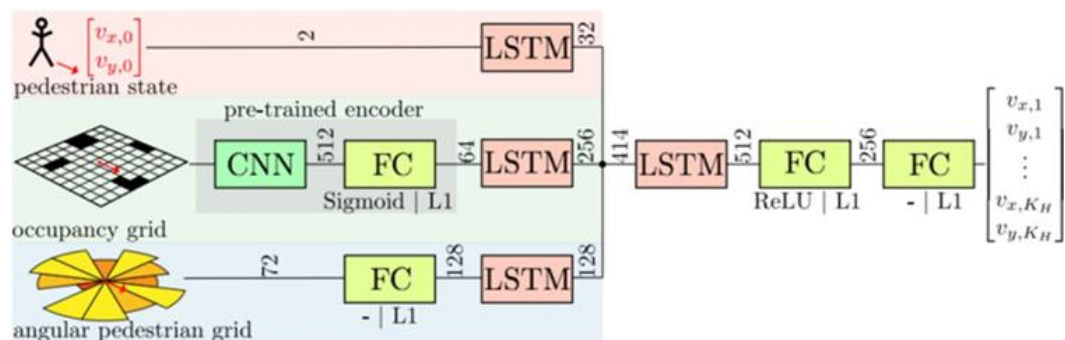 v_{x,0}
v_{y,0}
2
LSTM
32
pedestrian state
pre-trained encoder
CNN
512
FC
64
LSTM
256
414
LSTM
512
FC
256
FC
Sigmoid | L1
ReLU | L1
- | L1
v_{x,1}
v_{y,1}
⋮
v_{x,K_H}
v_{y,K_H}
occupancy grid
72
FC
128
LSTM
128
- | L1
angular pedestrian grid